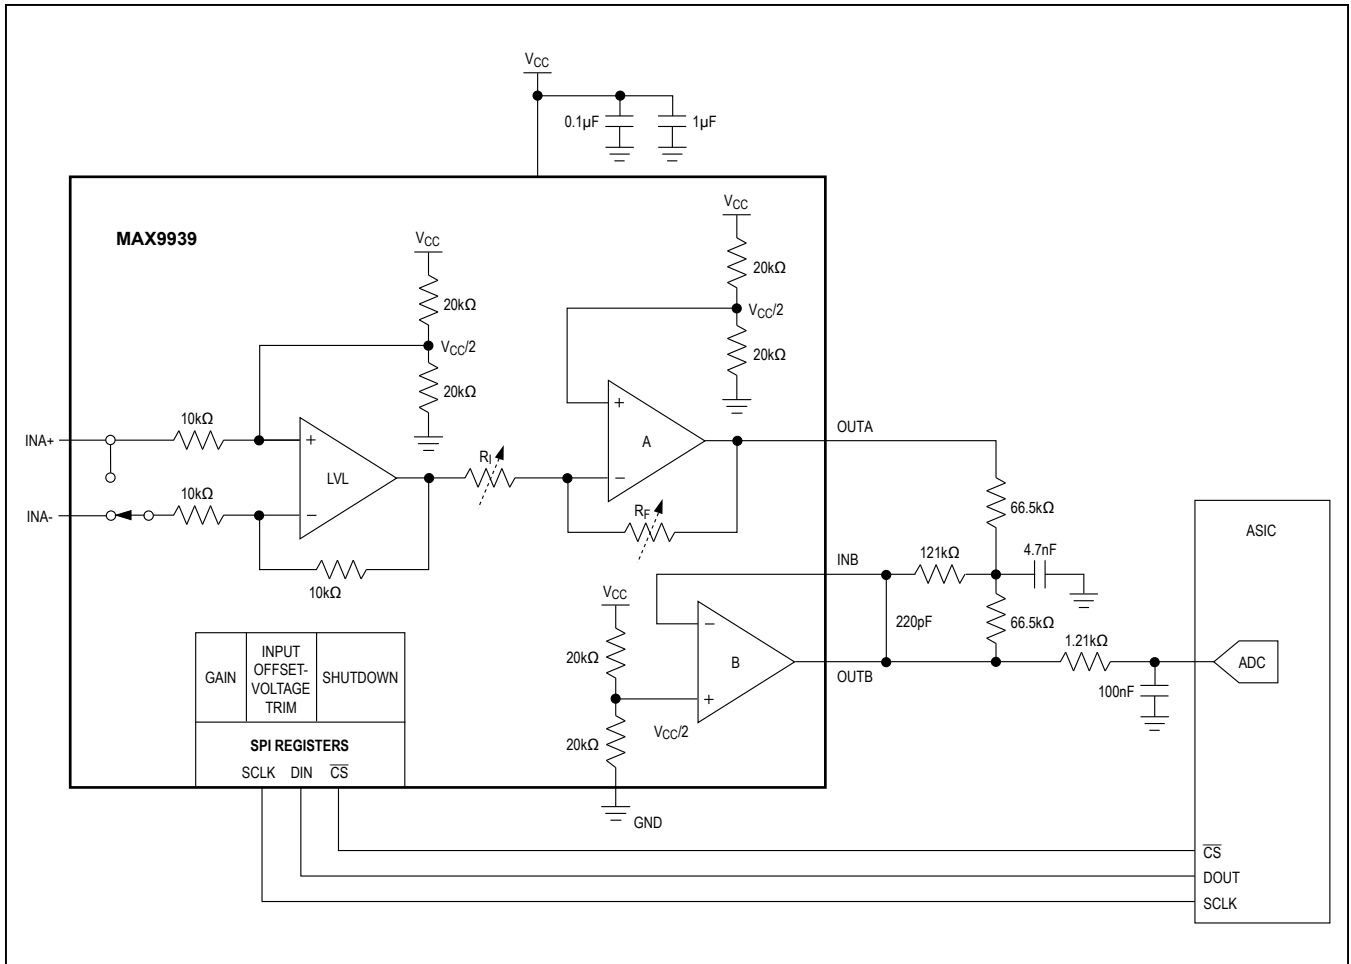 VCC
0.1µF
1µF
MAX9939
VCC
20kΩ
VCC/2
20kΩ
VCC
20kΩ
VCC/2
20kΩ
INA+
10kΩ
+
LVL
−
INA-
10kΩ
10kΩ
RI
+
A
−
RF
OUTA
66.5kΩ
ASIC
INB
121kΩ
4.7nF
66.5kΩ
220pF
1.21kΩ
ADC
100nF
VCC
20kΩ
−
B
+
OUTB
VCC/2
20kΩ
GND
GAIN
INPUT
OFFSET-
VOLTAGE
TRIM
SHUTDOWN
SPI REGISTERS
SCLK DIN C̅S̅
C̅S̅
DOUT
SCLK